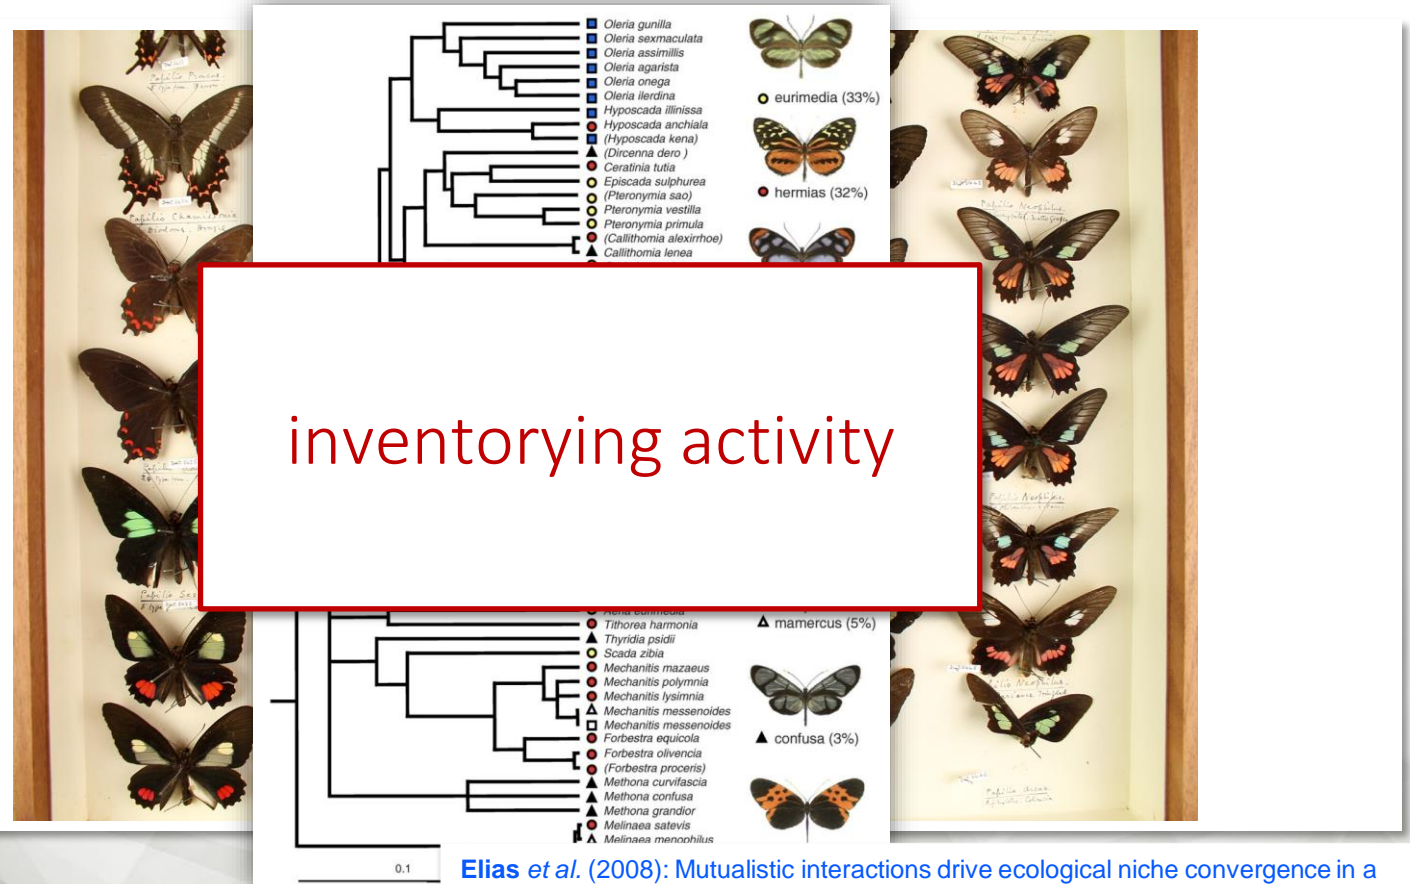 Oleria gunilla
Oleria sexmaculata
Oleria assimillis
Oleria agarista
Oleria onega
Oleria ilerdina
Hyposcada illinissa
Hyposcada anchiala
(Hyposcada kena)
(Dircenna dero )
Ceratinia tutia
Episcada sulphurea
(Pteronymia sao)
Pteronymia vestilla
Pteronymia primula
(Callithomia alexirrhoe)
Callithomia lenea
eurimedia (33%)
hermias (32%)
inventorying activity
Aeria eurimedia
Tithorea harmonia
Thyridia psidii
Scada zibia
Mechanitis mazaeus
Mechanitis polymnia
Mechanitis lysimnia
Mechanitis messenoides
Mechanitis messenoides
Forbestra equicola
Forbestra olivencia
(Forbestra proceris)
Methona curvifascia
Methona confusa
Methona grandior
Melinaea satevis
Melinaea menophilus
mamercus (5%)
confusa (3%)
0.1
Elias et al. (2008): Mutualistic interactions drive ecological niche convergence in a